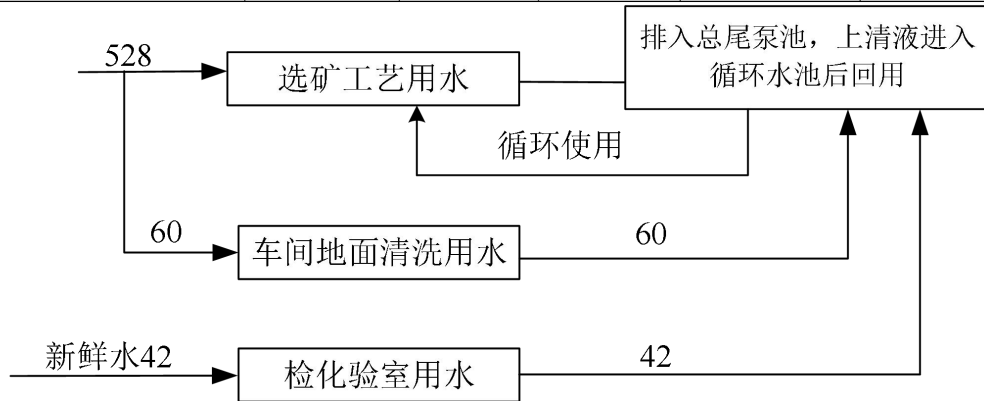 528
选矿工艺用水
排入总尾泵池，上清液进入
循环水池后回用
循环使用
60
车间地面清洗用水
60
新鲜水42
检化验室用水
42